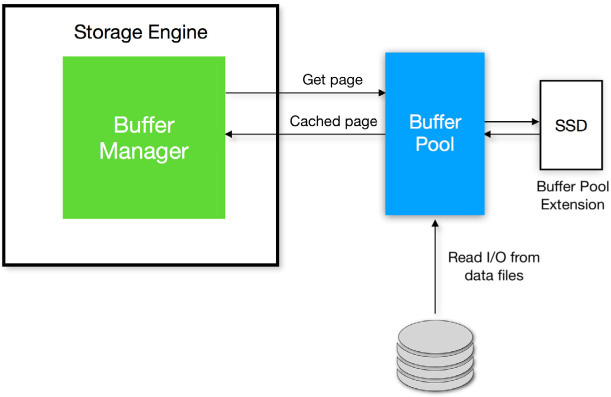 Storage Engine
Buffer
Manager
Get page
Cached page
Buffer
Pool
SSD
Buffer Pool
Extension
Read I/O from
data files